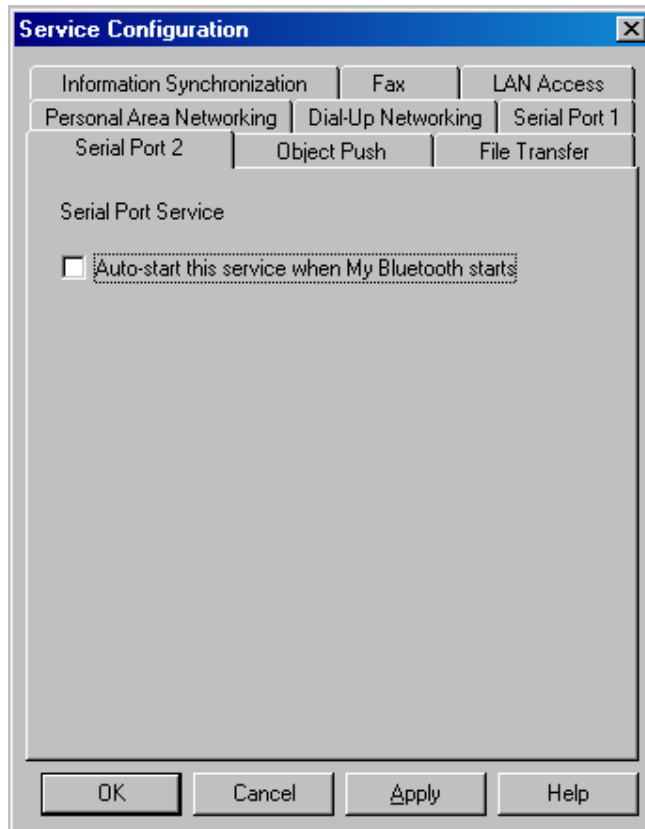 Service Configuration
Information Synchronization Fax LAN Access
Personal Area Networking Dial-Up Networking Serial Port 1
Serial Port 2 Object Push File Transfer
Serial Port Service
Auto-start this service when My Bluetooth starts
OK Cancel Apply Help